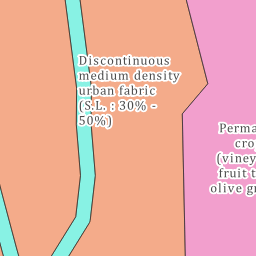 Discontinuous
medium density
urban fabric
(S.L. : 30% -
50%)
Perma
cro
(viney
fruit t
olive g